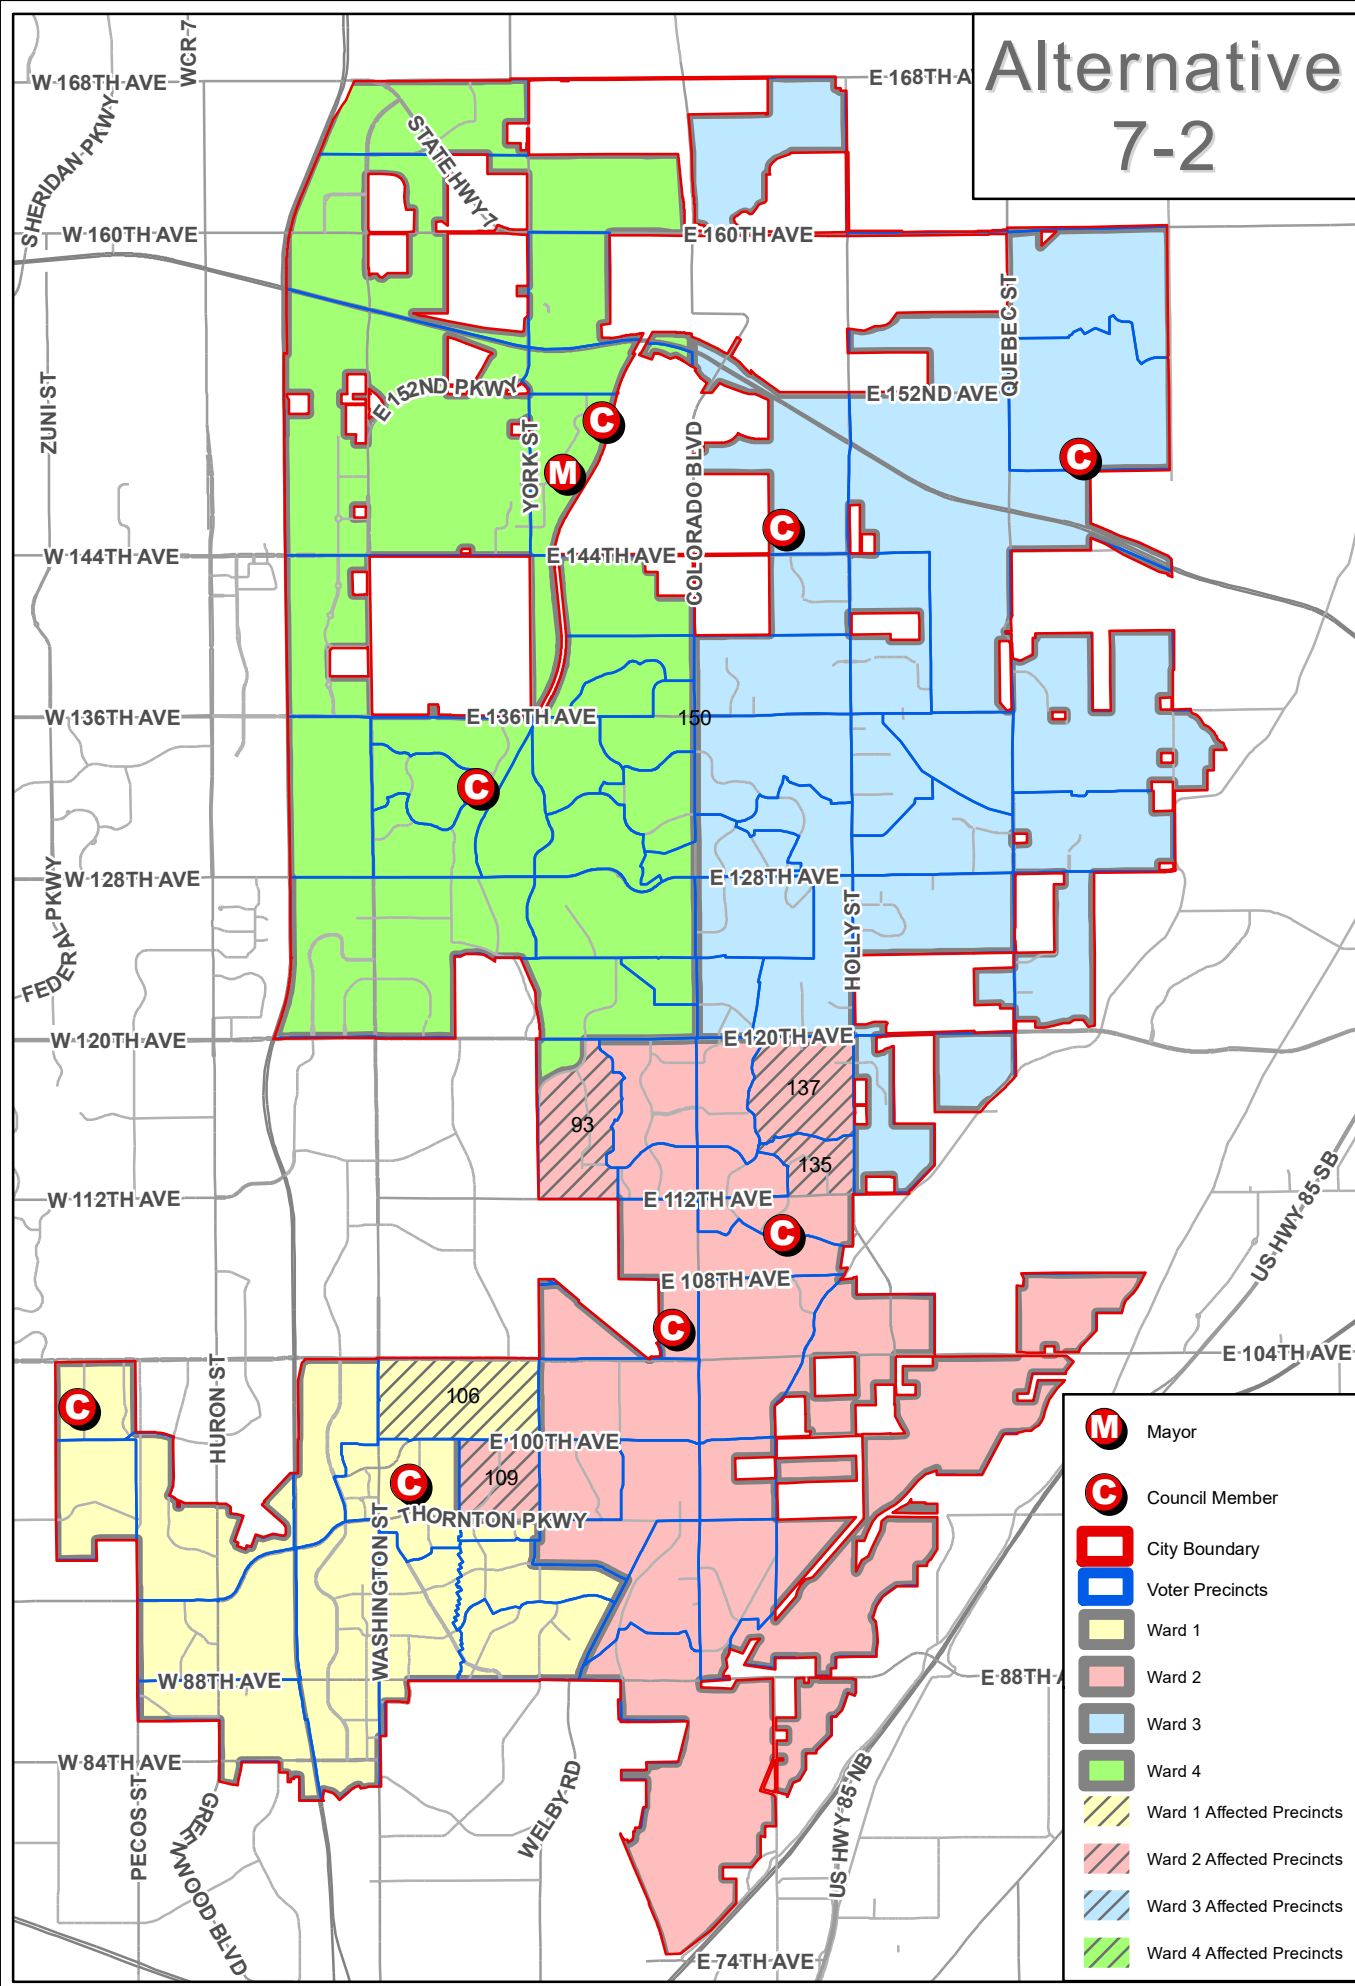 Alternative
7-2
W 168TH AVE
WCR-7
E 168TH A
SHERIDAN PKWY
STATE HWY 7
W 160TH AVE
E 160TH AVE
QUEBEC ST
ZUNI ST
E 152ND PKWY
E 152ND AVE
YORK ST
COLORADO BLVD
C
M
C
C
W 144TH AVE
E 144TH AVE
W 136TH AVE
E 136TH AVE
150
C
FEDERAL PKWY
W 128TH AVE
E 128TH AVE
HOLLY ST
W 120TH AVE
E 120TH AVE
137
93
135
W 112TH AVE
E 112TH AVE
US HWY 85 SB
C
E 108TH AVE
C
E 104TH AVE
HURON ST
C
106
E 100TH AVE
109
C
THORNTON PKWY
WASHINGTON ST
W 88TH AVE
E 88TH A
W 84TH AVE
PECOS ST
GREENWOOD BLVD
WELBY RD
US HWY 85 NB
E 74TH AVE
M Mayor
C Council Member
City Boundary
Voter Precincts
Ward 1
Ward 2
Ward 3
Ward 4
Ward 1 Affected Precincts
Ward 2 Affected Precincts
Ward 3 Affected Precincts
Ward 4 Affected Precincts